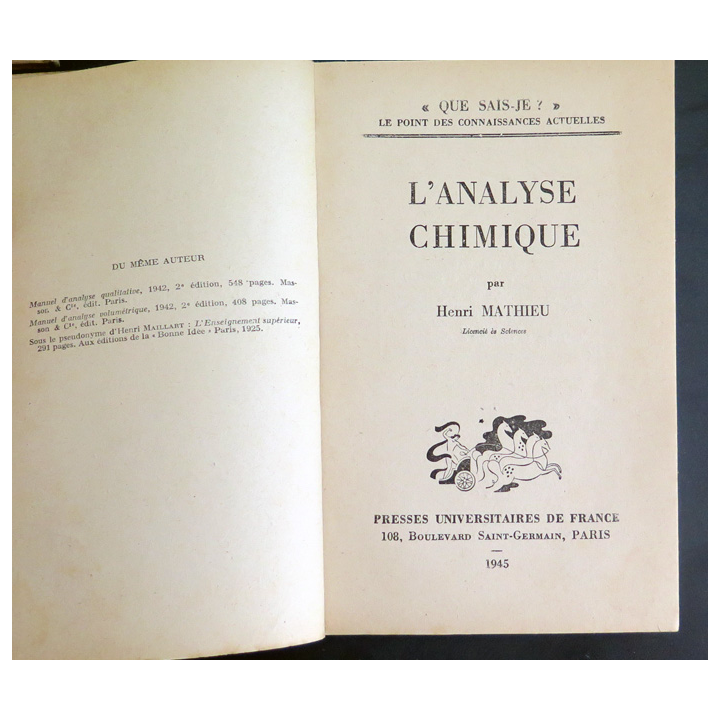 DU MÊME AUTEUR
Manuel d'analyse qualitative, 1942, 2e édition, 548 pages. Mas-
son & Cie, édit. Paris.
Manuel d'analyse volumétrique, 1942, 2e édition, 408 pages. Mas-
son & Cie, édit. Paris.
Sous le pseudonyme d'Henri MAILLART : L'Enseignement supérieur,
291 pages. Aux éditions de la « Bonne Idée » Paris, 1925.
« QUE SAIS-JE ? »
LE POINT DES CONNAISSANCES ACTUELLES
L'ANALYSE
CHIMIQUE
par
Henri MATHIEU
Licencié ès Sciences
PRESSES UNIVERSITAIRES DE FRANCE
108, BOULEVARD SAINT-GERMAIN, PARIS
—
1945